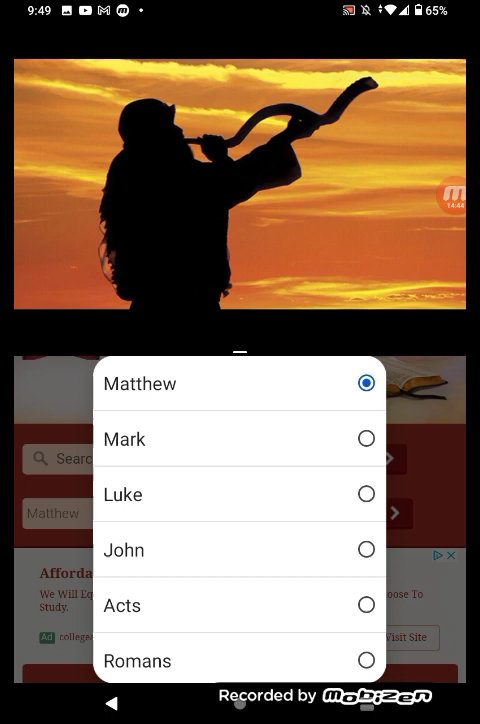 9:49
65%
14:44
Matthew
Mark
Luke
John
Acts
Romans
Searc
Matthew
Afforda
We Will Eq
oose To
Study.
Ad college
Visit Site
Recorded by Mobizen